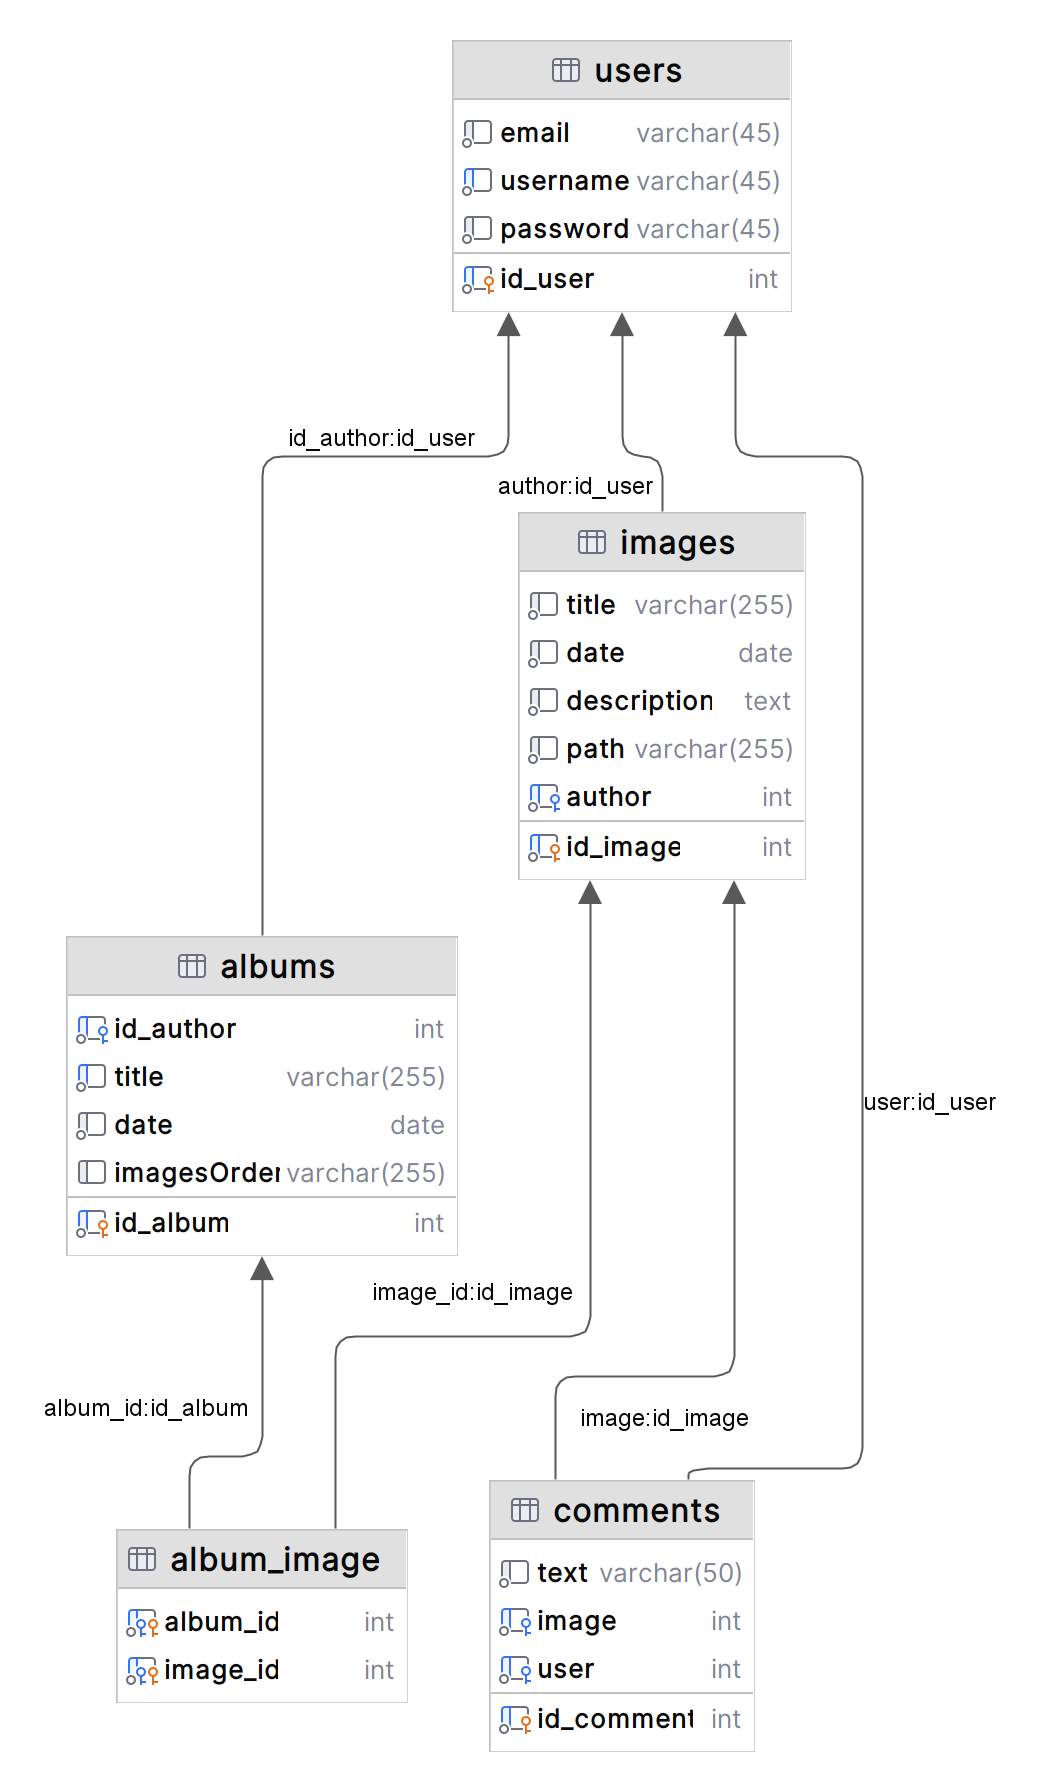 users
email varchar(45)
username varchar(45)
password varchar(45)
id_user int
id_author:id_user
author:id_user
images
title varchar(255)
date date
description text
path varchar(255)
author int
id_image int
albums
id_author int
title varchar(255)
date date
imagesOrder varchar(255)
id_album int
user:id_user
image_id:id_image
album_id:id_album
image:id_image
album_image
album_id int
image_id int
comments
text varchar(50)
image int
user int
id_comment int